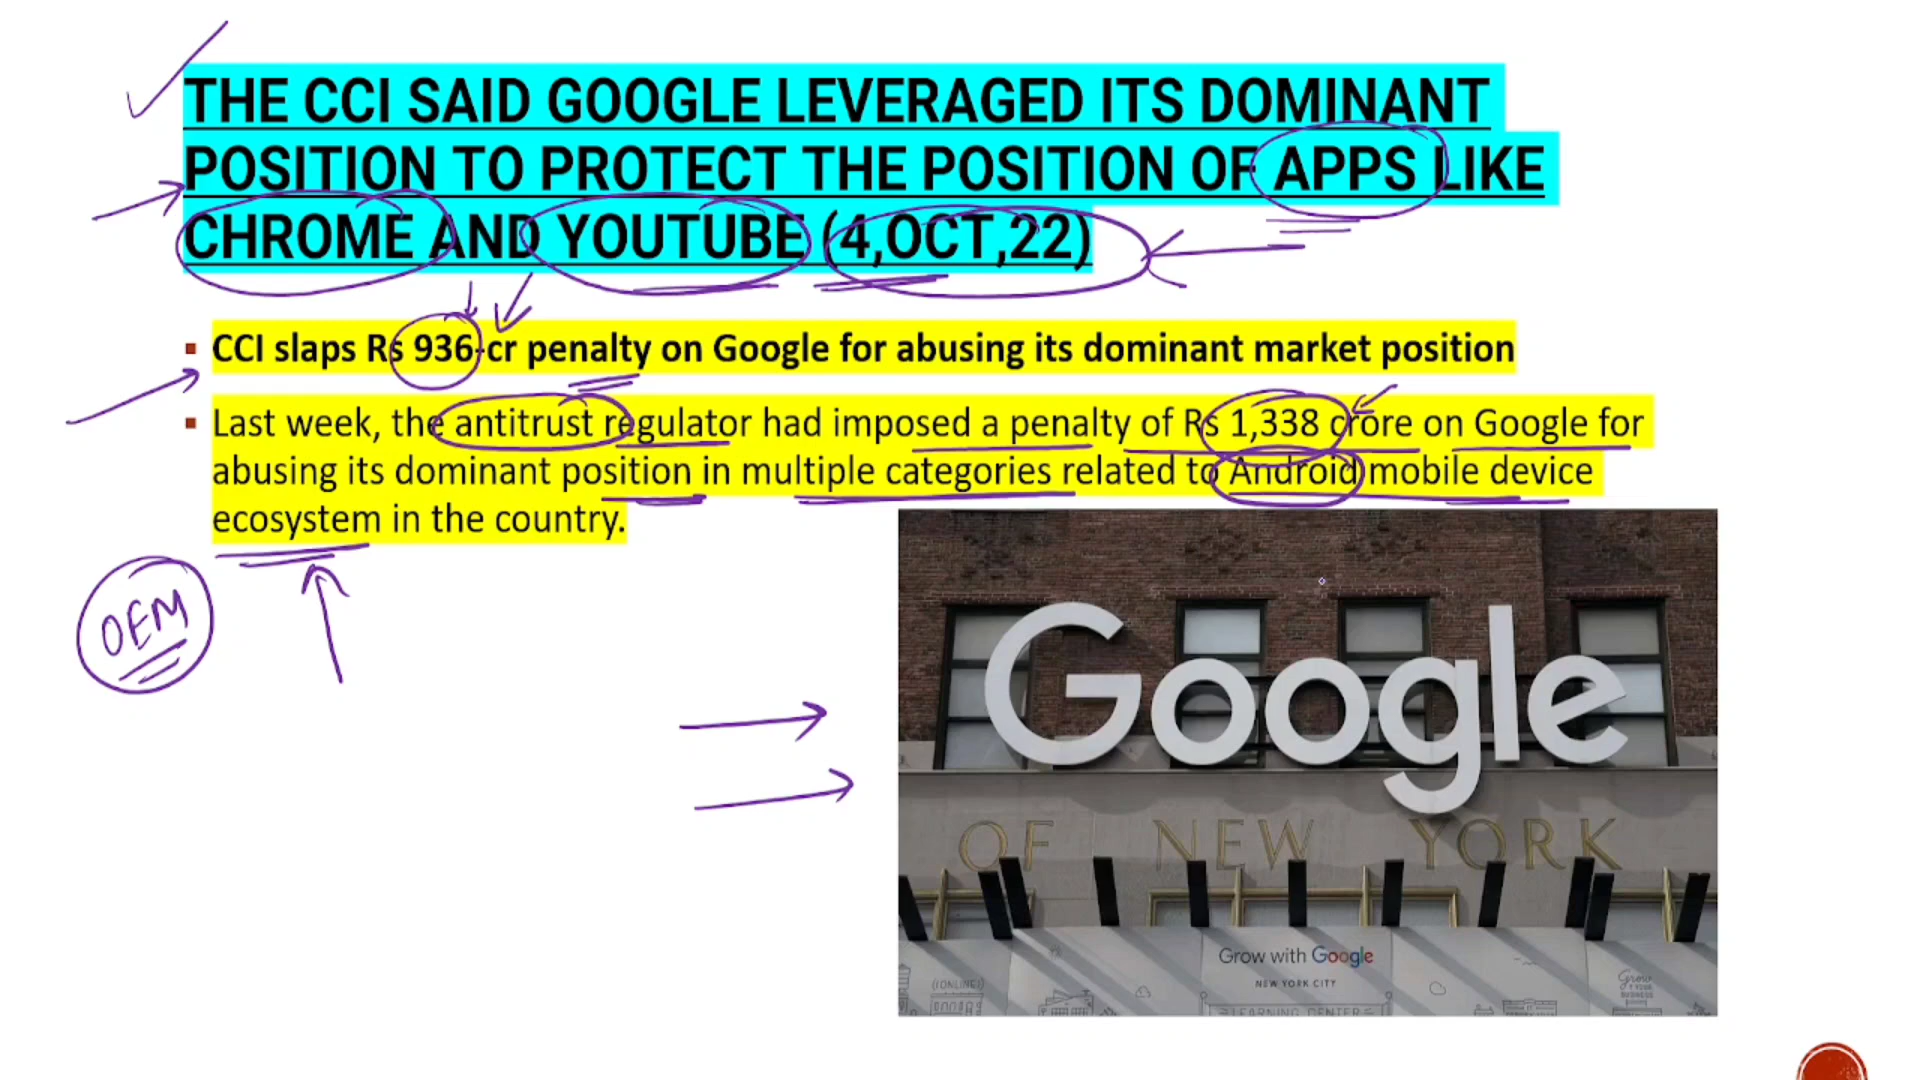 THE CCI SAID GOOGLE LEVERAGED ITS DOMINANT
POSITION TO PROTECT THE POSITION OF APPS LIKE
CHROME AND YOUTUBE (4,OCT,22)
CCI slaps Rs 936-cr penalty on Google for abusing its dominant market position
Last week, the antitrust regulator had imposed a penalty of Rs 1,338 crore on Google for
abusing its dominant position in multiple categories related to Android mobile device
ecosystem in the country.
OEM
Google
OF NEW YORK
Grow with Google
NEW YORK CITY
LEARNING CENTER
(ONLINE)
Grow